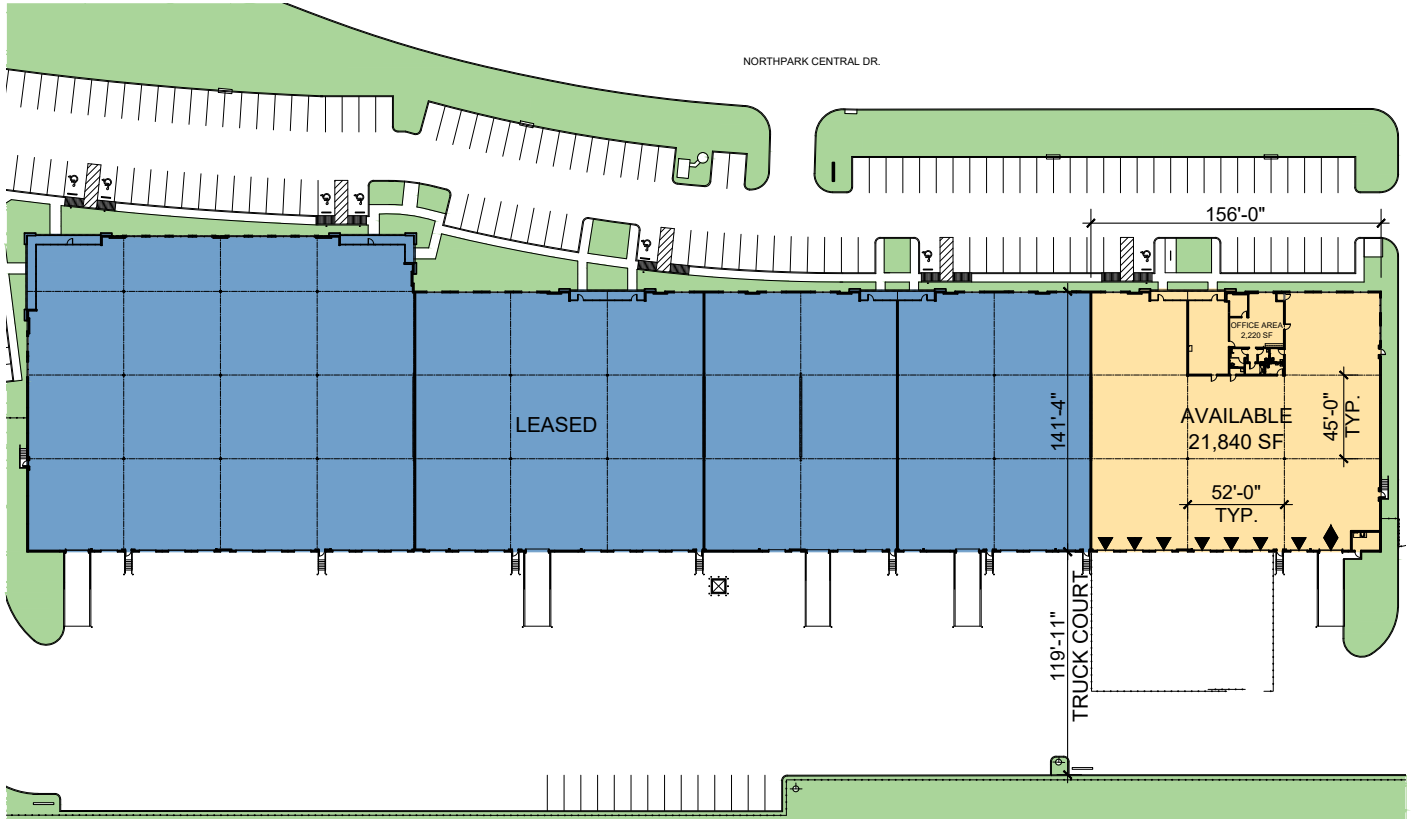 NORTHPARK CENTRAL DR.
156'-0"
OFFICE AREA
2,220 SF
LEASED
141'-4"
AVAILABLE
21,840 SF
45'-0"
TYP.
52'-0"
TYP.
119'-11"
TRUCK COURT